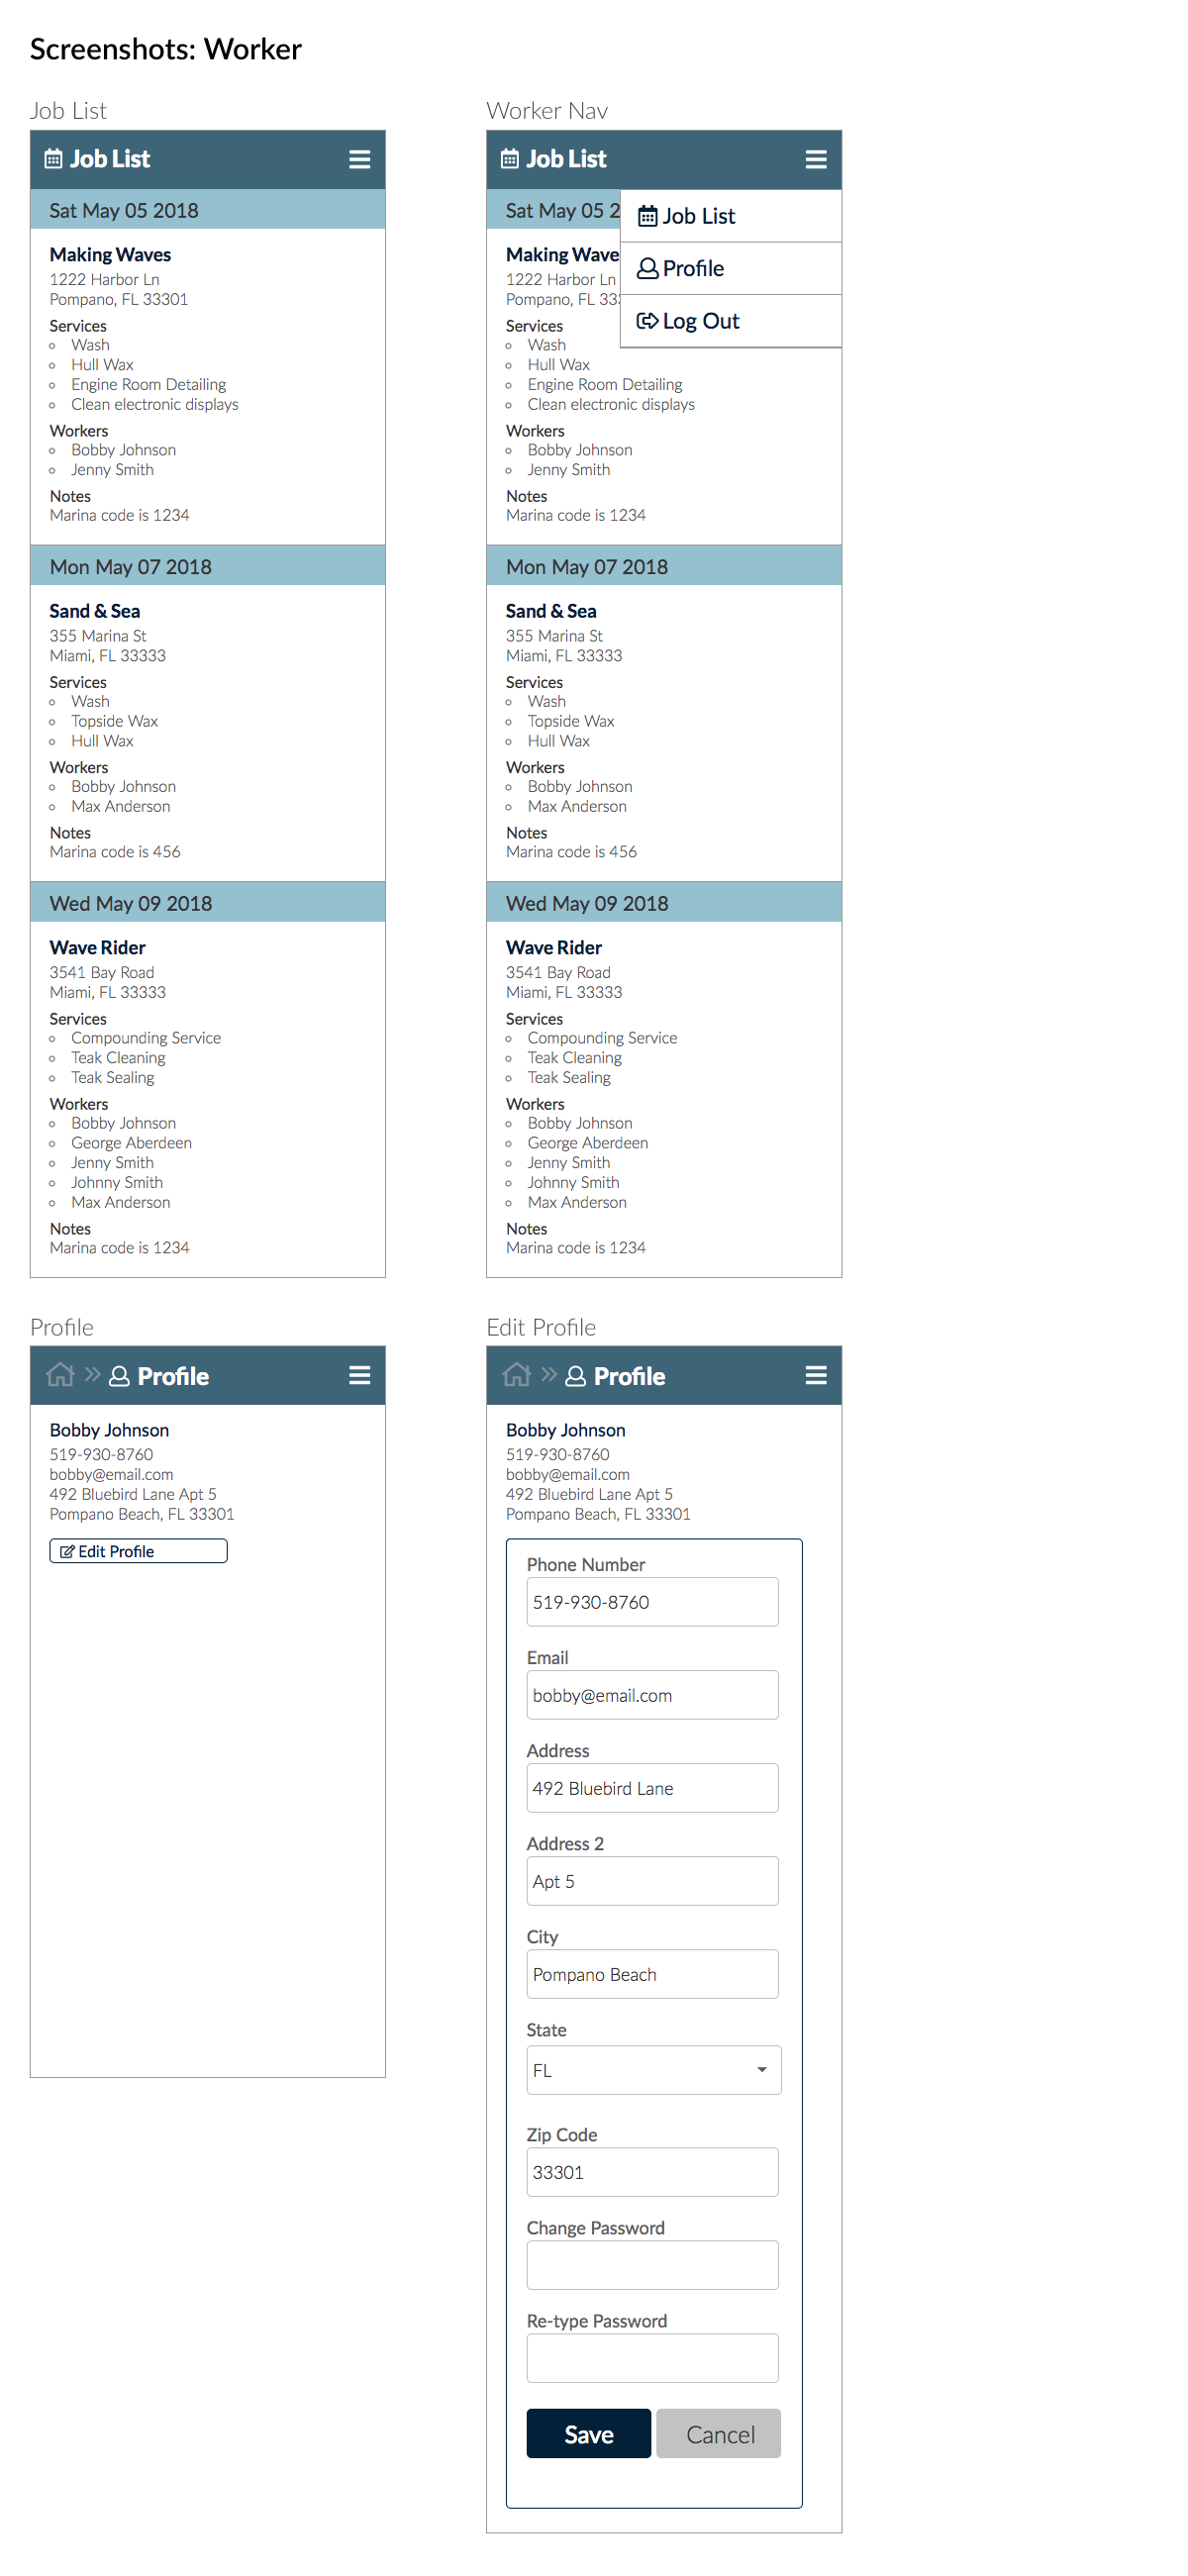 Screenshots: Worker
Job List
Job List
Sat May 05 2018
Making Waves
1222 Harbor Ln
Pompano, FL 33301
Services
Wash
Hull Wax
Engine Room Detailing
Clean electronic displays
Workers
Bobby Johnson
Jenny Smith
Notes
Marina code is 1234
Mon May 07 2018
Sand & Sea
355 Marina St
Miami, FL 33333
Services
Wash
Topside Wax
Hull Wax
Workers
Bobby Johnson
Max Anderson
Notes
Marina code is 456
Wed May 09 2018
Wave Rider
3541 Bay Road
Miami, FL 33333
Services
Compounding Service
Teak Cleaning
Teak Sealing
Workers
Bobby Johnson
George Aberdeen
Jenny Smith
Johnny Smith
Max Anderson
Notes
Marina code is 1234
Worker Nav
Job List
Job List
Profile
Log Out
Sat May 05 2
Making Wave
1222 Harbor Ln
Pompano, FL 33
Services
Wash
Hull Wax
Engine Room Detailing
Clean electronic displays
Workers
Bobby Johnson
Jenny Smith
Notes
Marina code is 1234
Mon May 07 2018
Sand & Sea
355 Marina St
Miami, FL 33333
Services
Wash
Topside Wax
Hull Wax
Workers
Bobby Johnson
Max Anderson
Notes
Marina code is 456
Wed May 09 2018
Wave Rider
3541 Bay Road
Miami, FL 33333
Services
Compounding Service
Teak Cleaning
Teak Sealing
Workers
Bobby Johnson
George Aberdeen
Jenny Smith
Johnny Smith
Max Anderson
Notes
Marina code is 1234
Profile
» Profile
Bobby Johnson
519-930-8760
bobby@email.com
492 Bluebird Lane Apt 5
Pompano Beach, FL 33301
Edit Profile
Edit Profile
» Profile
Bobby Johnson
519-930-8760
bobby@email.com
492 Bluebird Lane Apt 5
Pompano Beach, FL 33301
Phone Number
519-930-8760
Email
bobby@email.com
Address
492 Bluebird Lane
Address 2
Apt 5
City
Pompano Beach
State
FL
Zip Code
33301
Change Password
Re-type Password
Save
Cancel